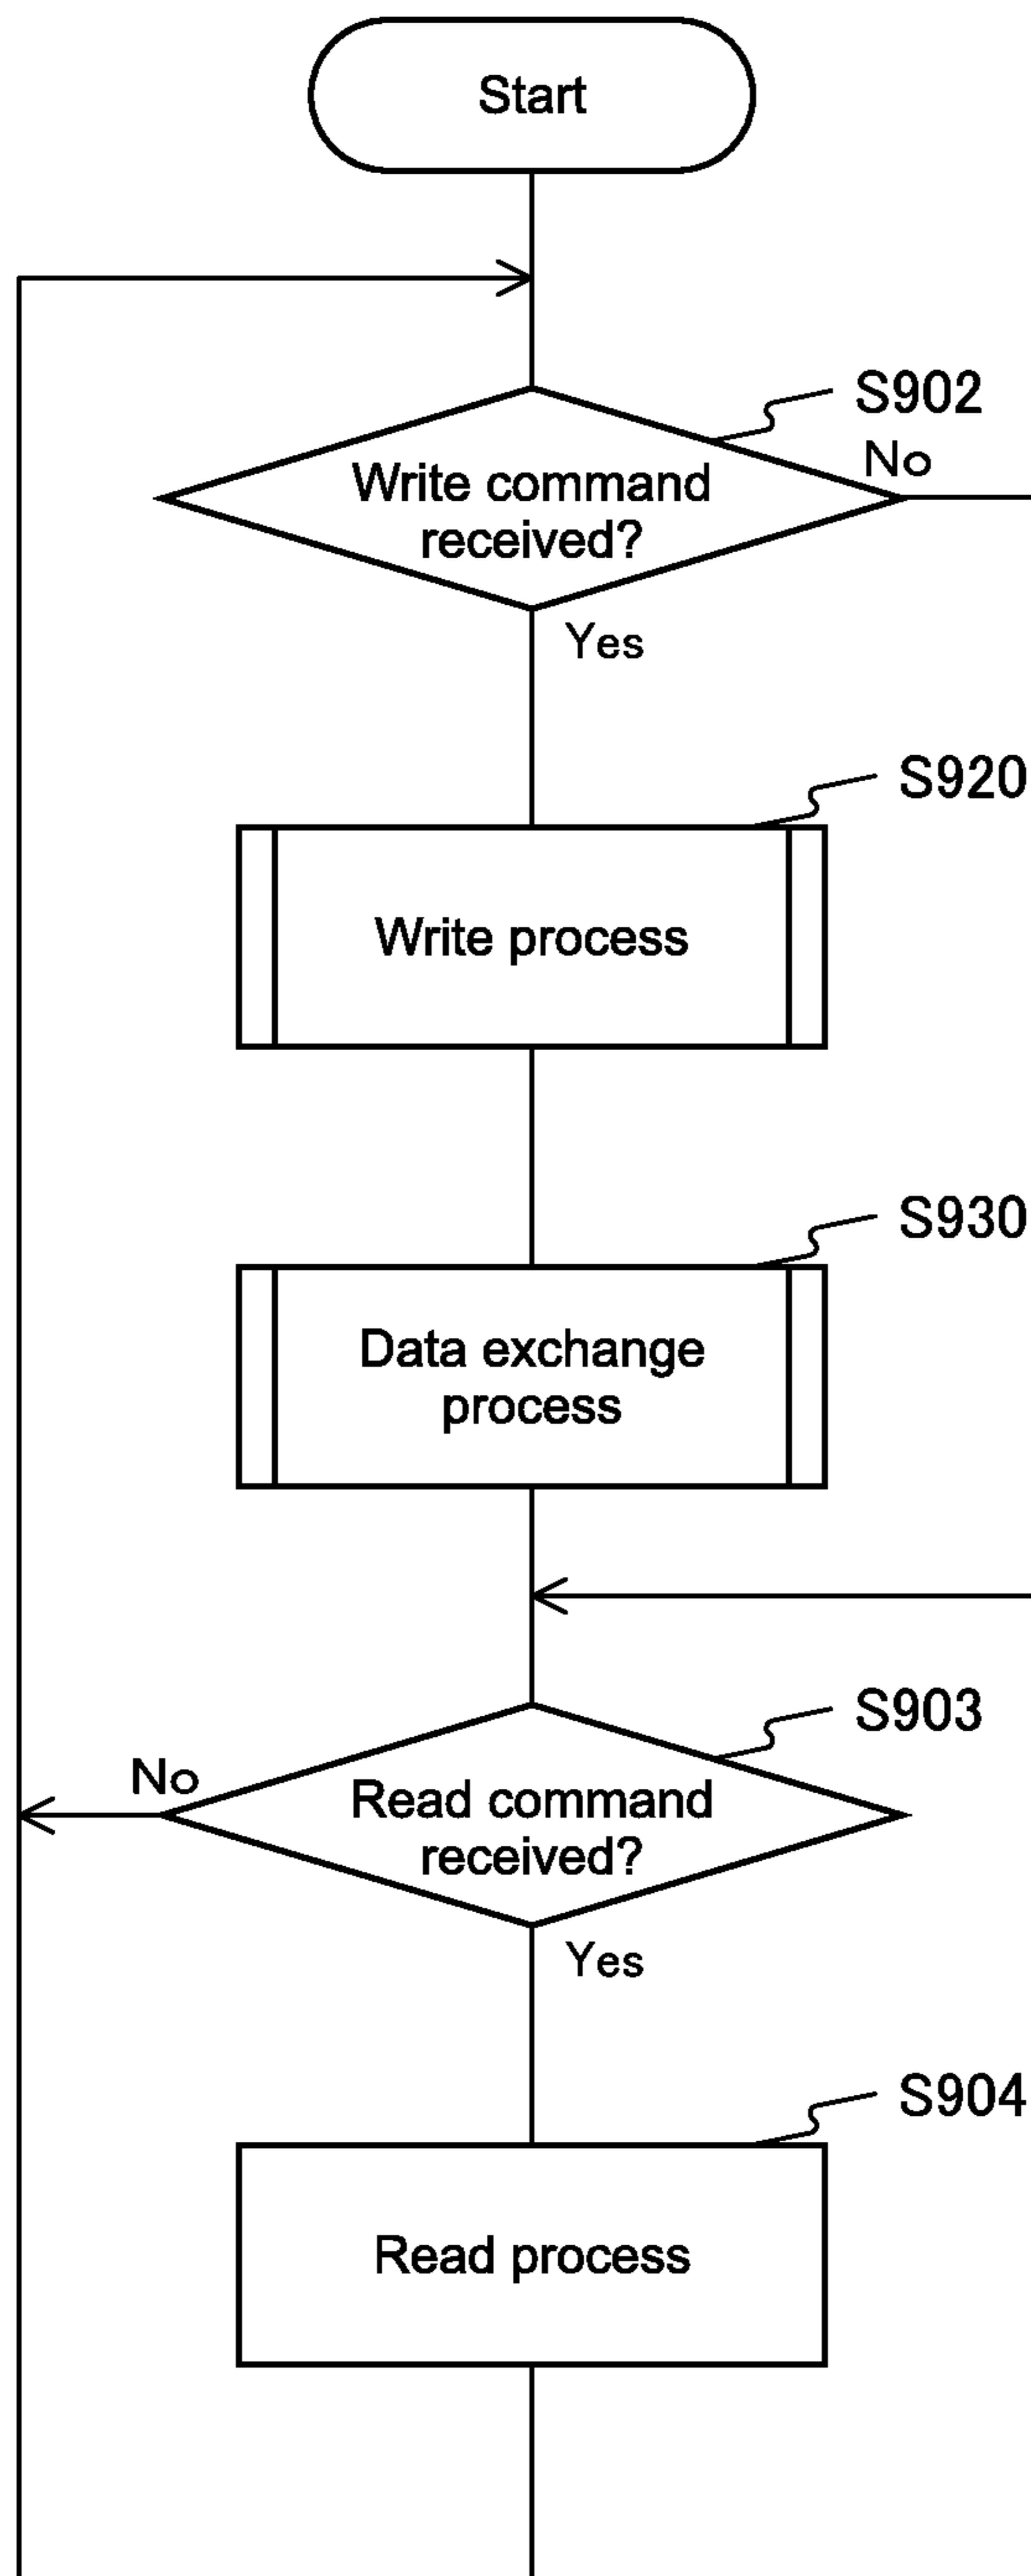 Start
S902
No
Write command
received?
Yes
S920
Write process
S930
Data exchange
process
S903
No
Read command
received?
Yes
S904
Read process